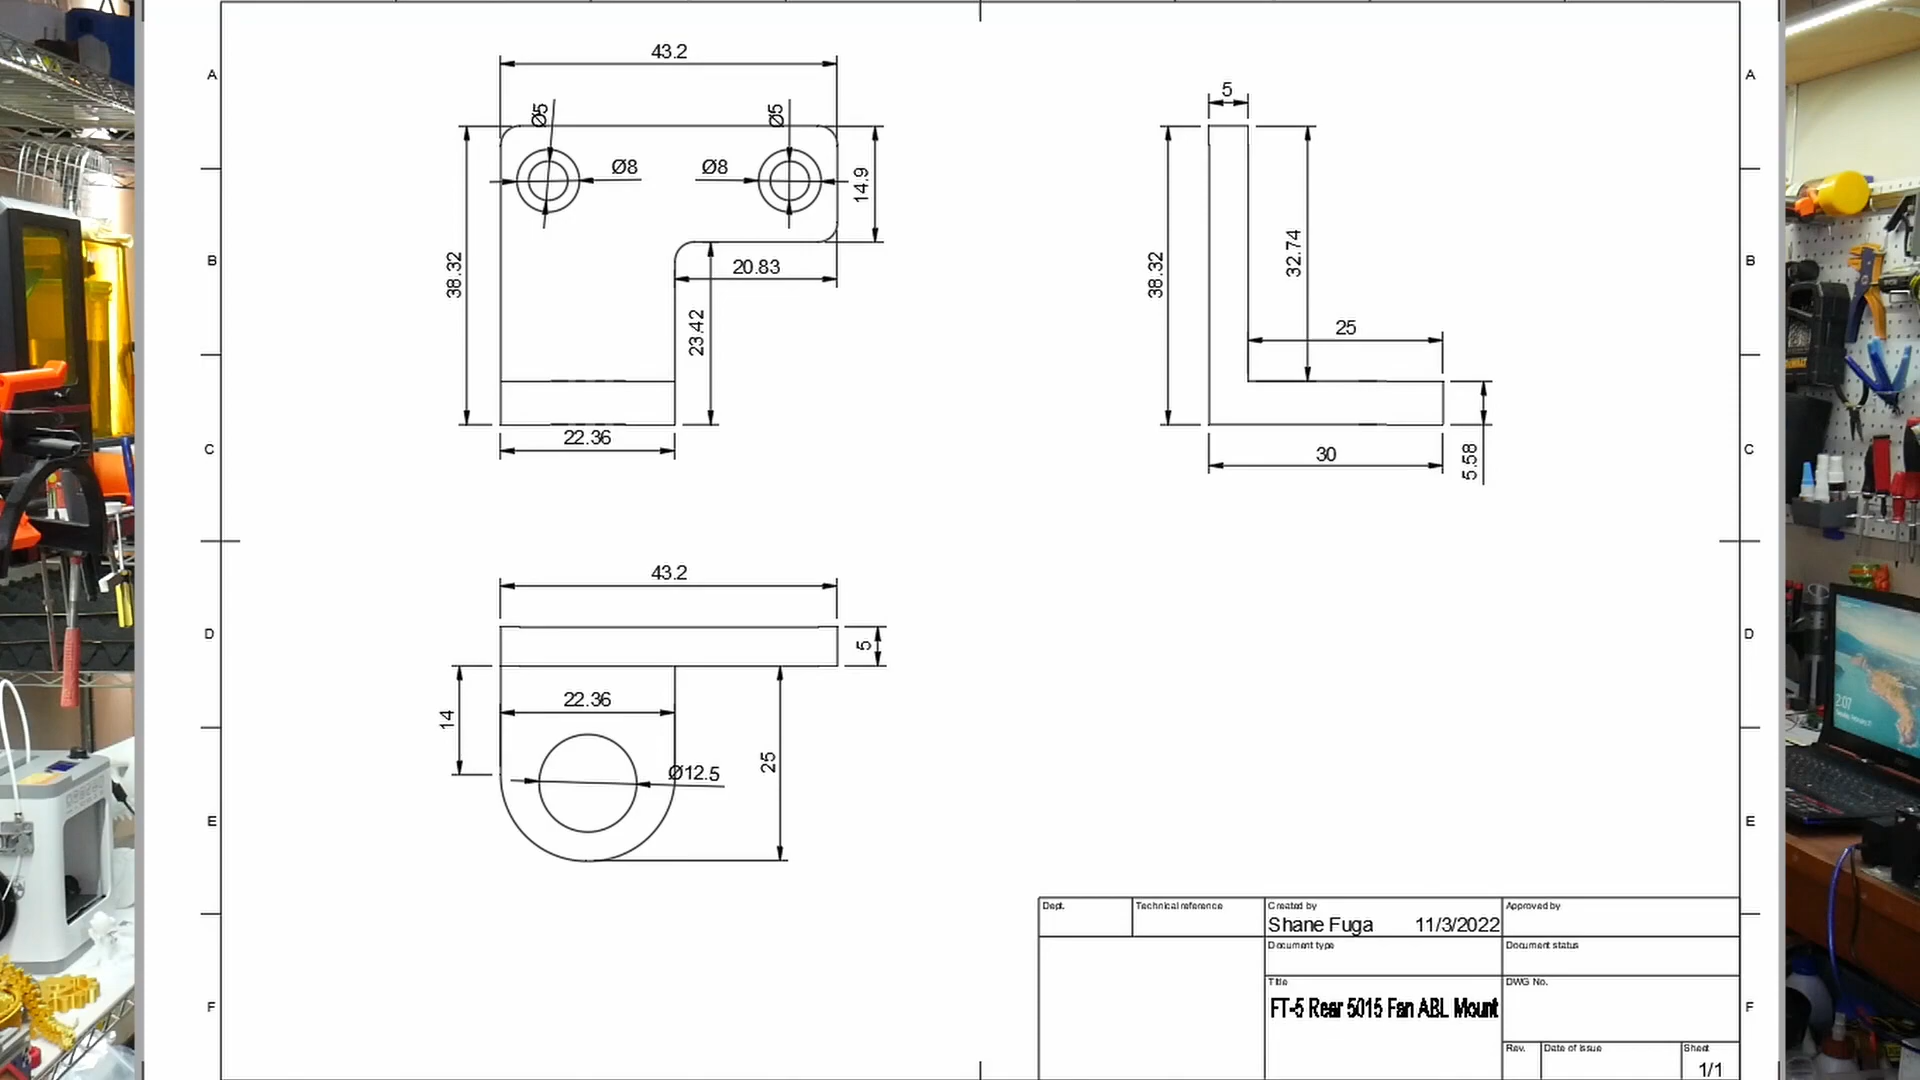 43.2
A
A
5
Ø5
Ø5
Ø8
Ø8
14.9
38.32
20.83
23.42
B
B
38.32
32.74
25
22.36
C
C
30
5.58
43.2
D
D
5
14
22.36
25
Ø12.5
E
E
Dept.
Technical reference
Created by
Approved by
Shane Fuga 11/3/2022
Document type
Document status
Title
DWG No.
FT-5 Rear 5015 Fan ABL Mount
F
F
Rev.
Date of issue
Sheet
1/1
2:07